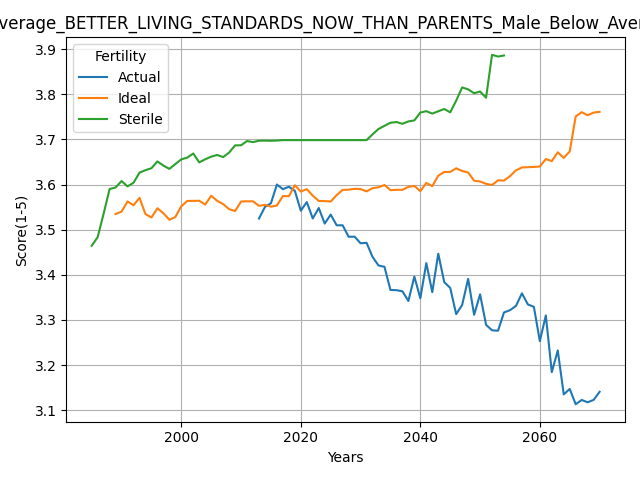 verage_BETTER_LIVING_STANDARDS_NOW_THAN_PARENTS_Male_Below_Aver
Fertility
Actual
Ideal
Sterile
Score(1-5)
3.9
3.8
3.7
3.6
3.5
3.4
3.3
3.2
3.1
2000 2020 2040 2060
Years